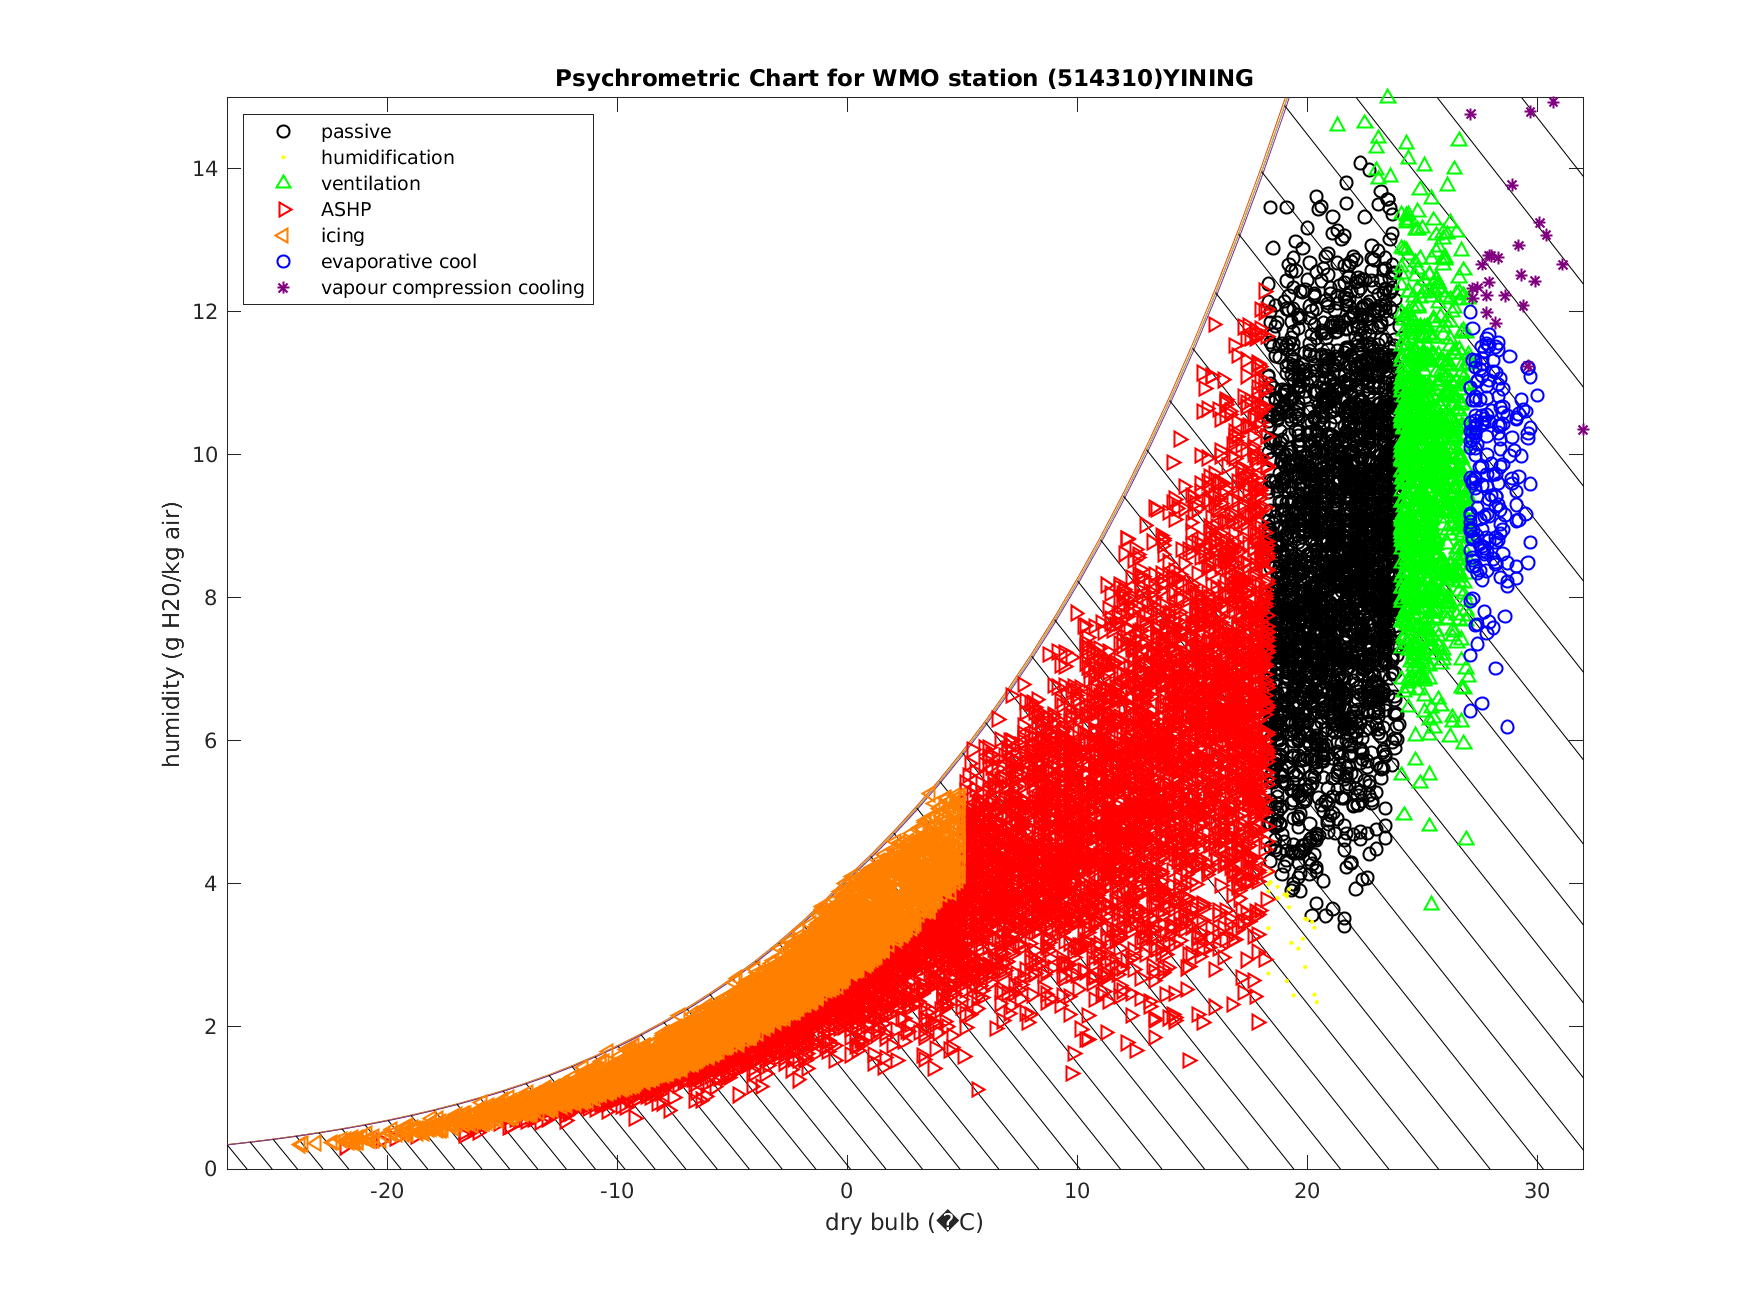 Psychrometric Chart for WMO station (514310)YINING
passive
humidification
ventilation
ASHP
icing
evaporative cool
vapour compression cooling
humidity (g H20/kg air)
14
12
10
8
6
4
2
0
-20 -10 0 10 20 30
dry bulb (�C)